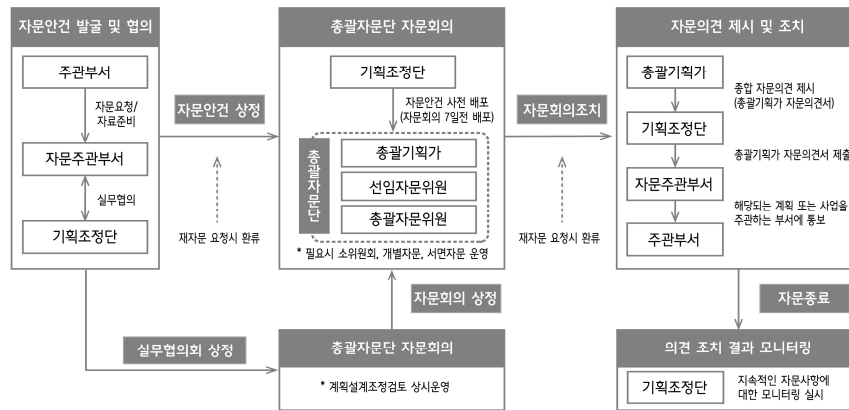 자문안건 발굴 및 협의
주관부서
자문요청/
자료준비
자문주관부서
실무협의
기획조정단
자문안건 상정
재자문 요청시 환류
총괄자문단 자문회의
기획조정단
자문안건 사전 배포
(자문회의 7일전 배포)
총괄자문단
총괄기획가
선임자문위원
총괄자문위원
* 필요시 소위원회, 개별자문, 서면자문 운영
자문회의조치
재자문 요청시 환류
자문의견 제시 및 조치
총괄기획가
종합 자문의견 제시
(총괄기획가 자문의견서)
기획조정단
총괄기획가 자문의견서 제출
자문주관부서
해당되는 계획 또는 사업을
주관하는 부서에 통보
주관부서
실무협의회 상정
자문회의 상정
총괄자문단 자문회의
* 계획설계조정검토 상시운영
자문종료
의견 조치 결과 모니터링
기획조정단
지속적인 자문사항에
대한 모니터링 실시